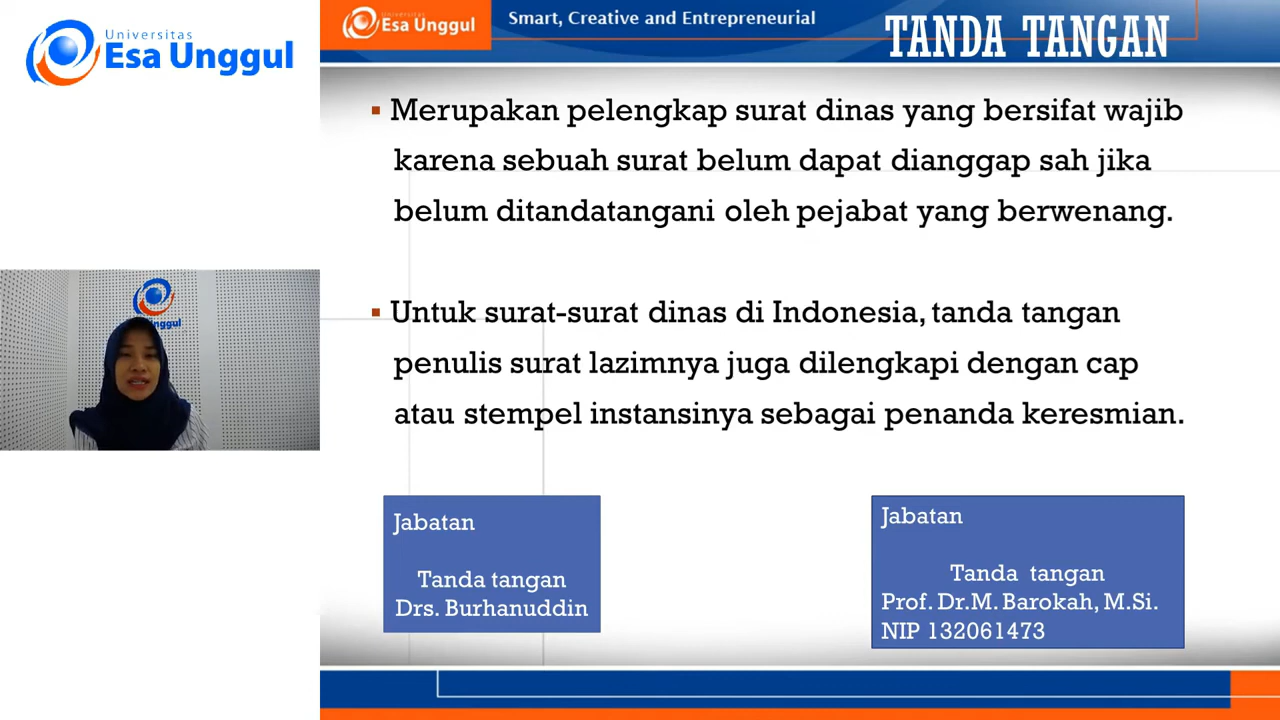 Universitas
Esa Unggul
Universitas
Esa Unggul
Smart, Creative and Entrepreneurial
TANDA TANGAN
Merupakan pelengkap surat dinas yang bersifat wajib
karena sebuah surat belum dapat dianggap sah jika
belum ditandatangani oleh pejabat yang berwenang.
Untuk surat-surat dinas di Indonesia, tanda tangan
penulis surat lazimnya juga dilengkapi dengan cap
atau stempel instansinya sebagai penanda keresmian.
Jabatan
Tanda tangan
Drs. Burhanuddin
Jabatan
Tanda tangan
Prof. Dr.M. Barokah, M.Si.
NIP 132061473